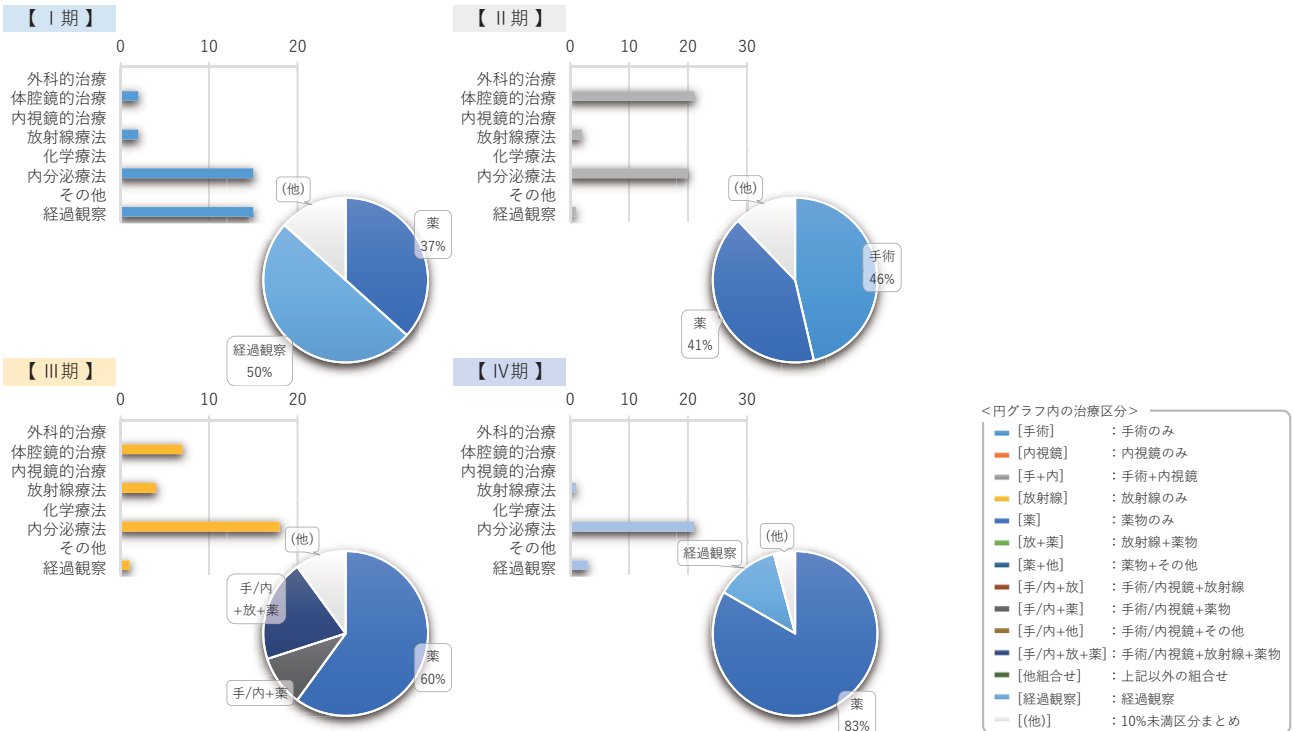 【 Ⅰ期 】
0 10 20
外科的治療
体腔鏡的治療
内視鏡的治療
放射線療法
化学療法
内分泌療法
その他
経過観察
(他)
薬
37%
経過観察
50%
【 Ⅱ期 】
0 10 20 30
外科的治療
体腔鏡的治療
内視鏡的治療
放射線療法
化学療法
内分泌療法
その他
経過観察
(他)
手術
46%
薬
41%
【 Ⅲ期 】
0 10 20
外科的治療
体腔鏡的治療
内視鏡的治療
放射線療法
化学療法
内分泌療法
その他
経過観察
(他)
手/内
+放+薬
手/内+薬
薬
60%
【 Ⅳ期 】
0 10 20 30
外科的治療
体腔鏡的治療
内視鏡的治療
放射線療法
化学療法
内分泌療法
その他
経過観察
(他)
経過観察
薬
83%
＜円グラフ内の治療区分＞
[手術] ：手術のみ
[内視鏡] ：内視鏡のみ
[手+内] ：手術+内視鏡
[放射線] ：放射線のみ
[薬] ：薬物のみ
[放+薬] ：放射線+薬物
[薬+他] ：薬物+その他
[手/内+放] ：手術/内視鏡+放射線
[手/内+薬] ：手術/内視鏡+薬物
[手/内+他] ：手術/内視鏡+その他
[手/内+放+薬]：手術/内視鏡+放射線+薬物
[他組合せ] ：上記以外の組合せ
[経過観察] ：経過観察
[(他)] ：10%未満区分まとめ